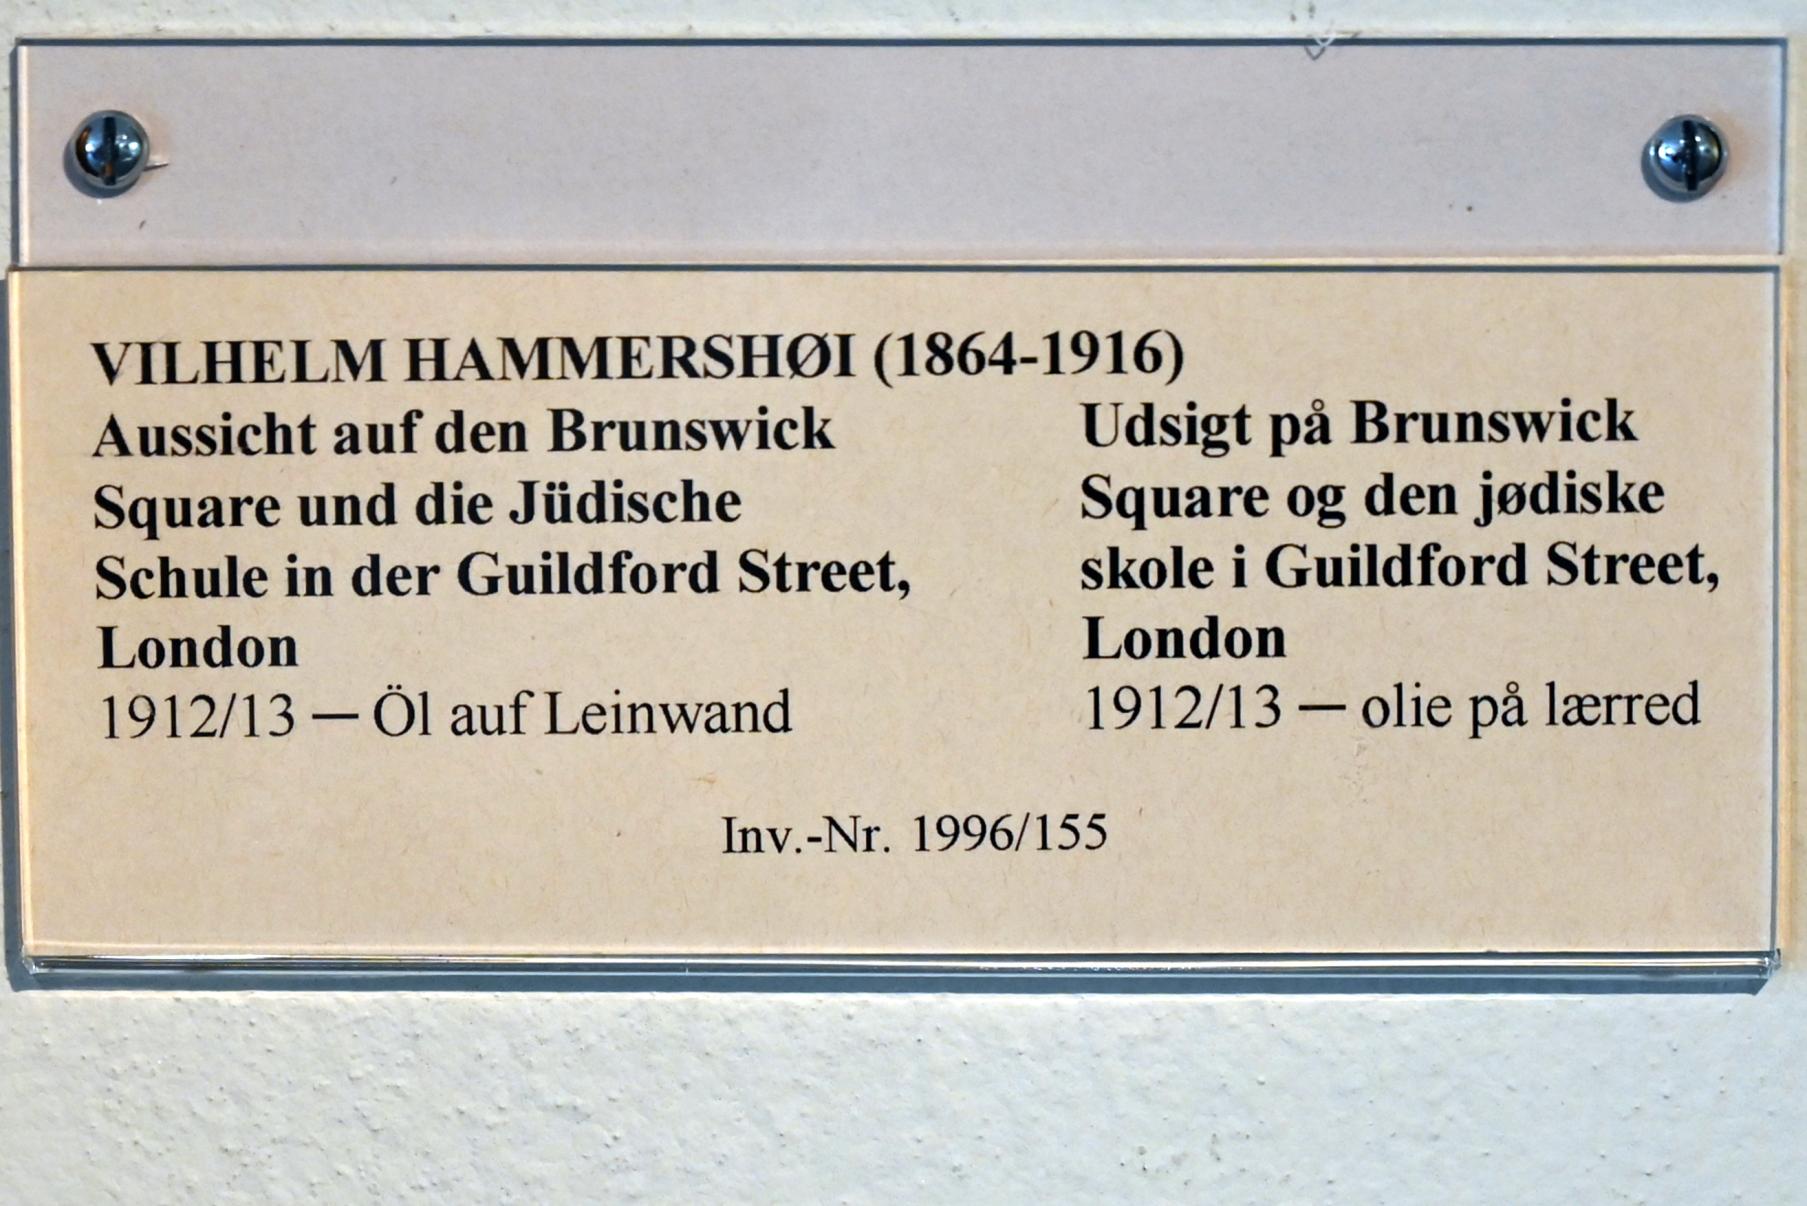 VILHELM HAMMERSHØI (1864-1916)
Aussicht auf den Brunswick
Square und die Jüdische
Schule in der Guildford Street,
London
1912/13 — Öl auf Leinwand
Udsigt på Brunswick
Square og den jødiske
skole i Guildford Street,
London
1912/13 — olie på lærred
Inv.-Nr. 1996/155